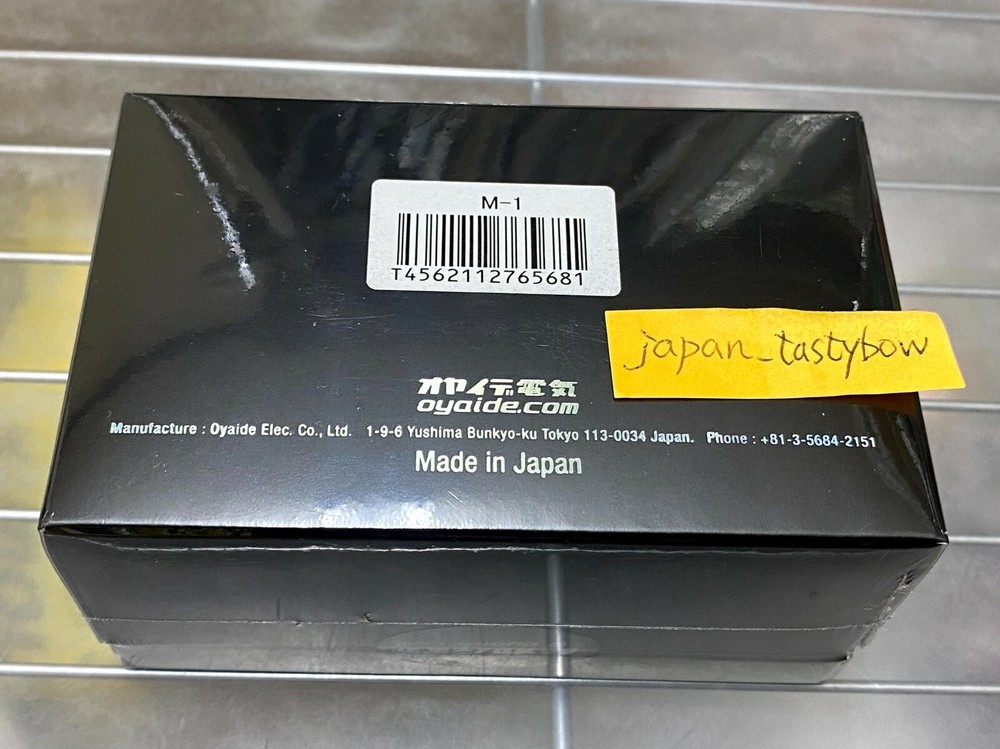 M-1
T4562112765681
japan_tastybow
オヤイデ電気
oyaide.com
Manufacture : Oyaide Elec. Co., Ltd. 1-9-6 Yushima Bunkyo-ku Tokyo 113-0034 Japan. Phone : +81-3-5684-2151
Made in Japan